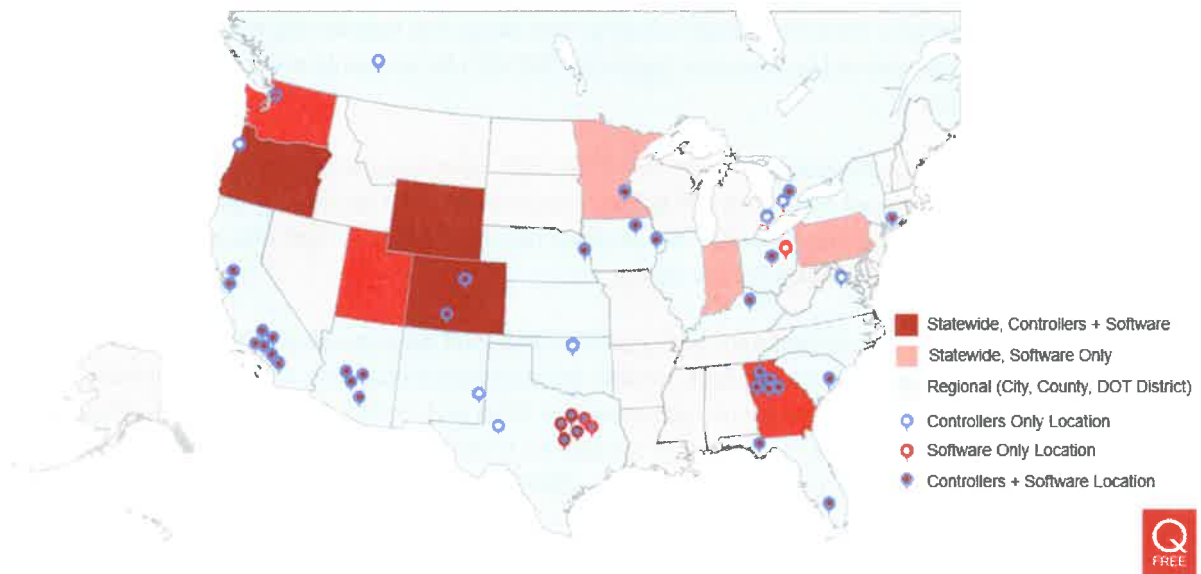 Statewide, Controllers + Software
Statewide, Software Only
Regional (City, County, DOT District)
Controllers Only Location
Software Only Location
Controllers + Software Location
Q
FREE